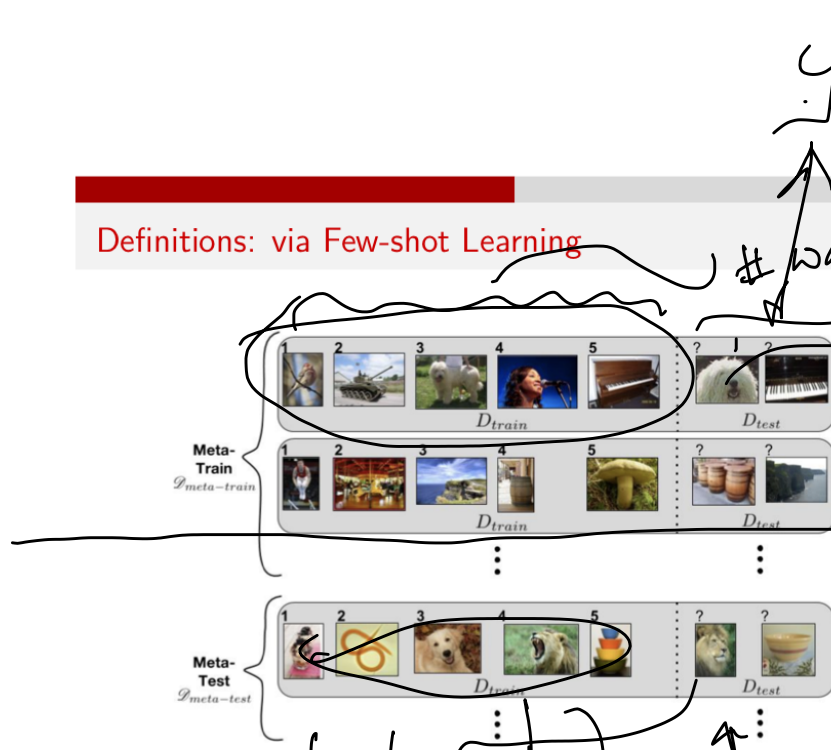 Definitions: via Few-shot Learning
#
1 2 3 4 5 ? ?
D_train D_test
Meta-
Train
𝒟_meta-train
1 2 3 4 5 ? ?
D_train D_test
1 2 3 4 5 ? ?
Meta-
Test
𝒟_meta-test
D_train D_test